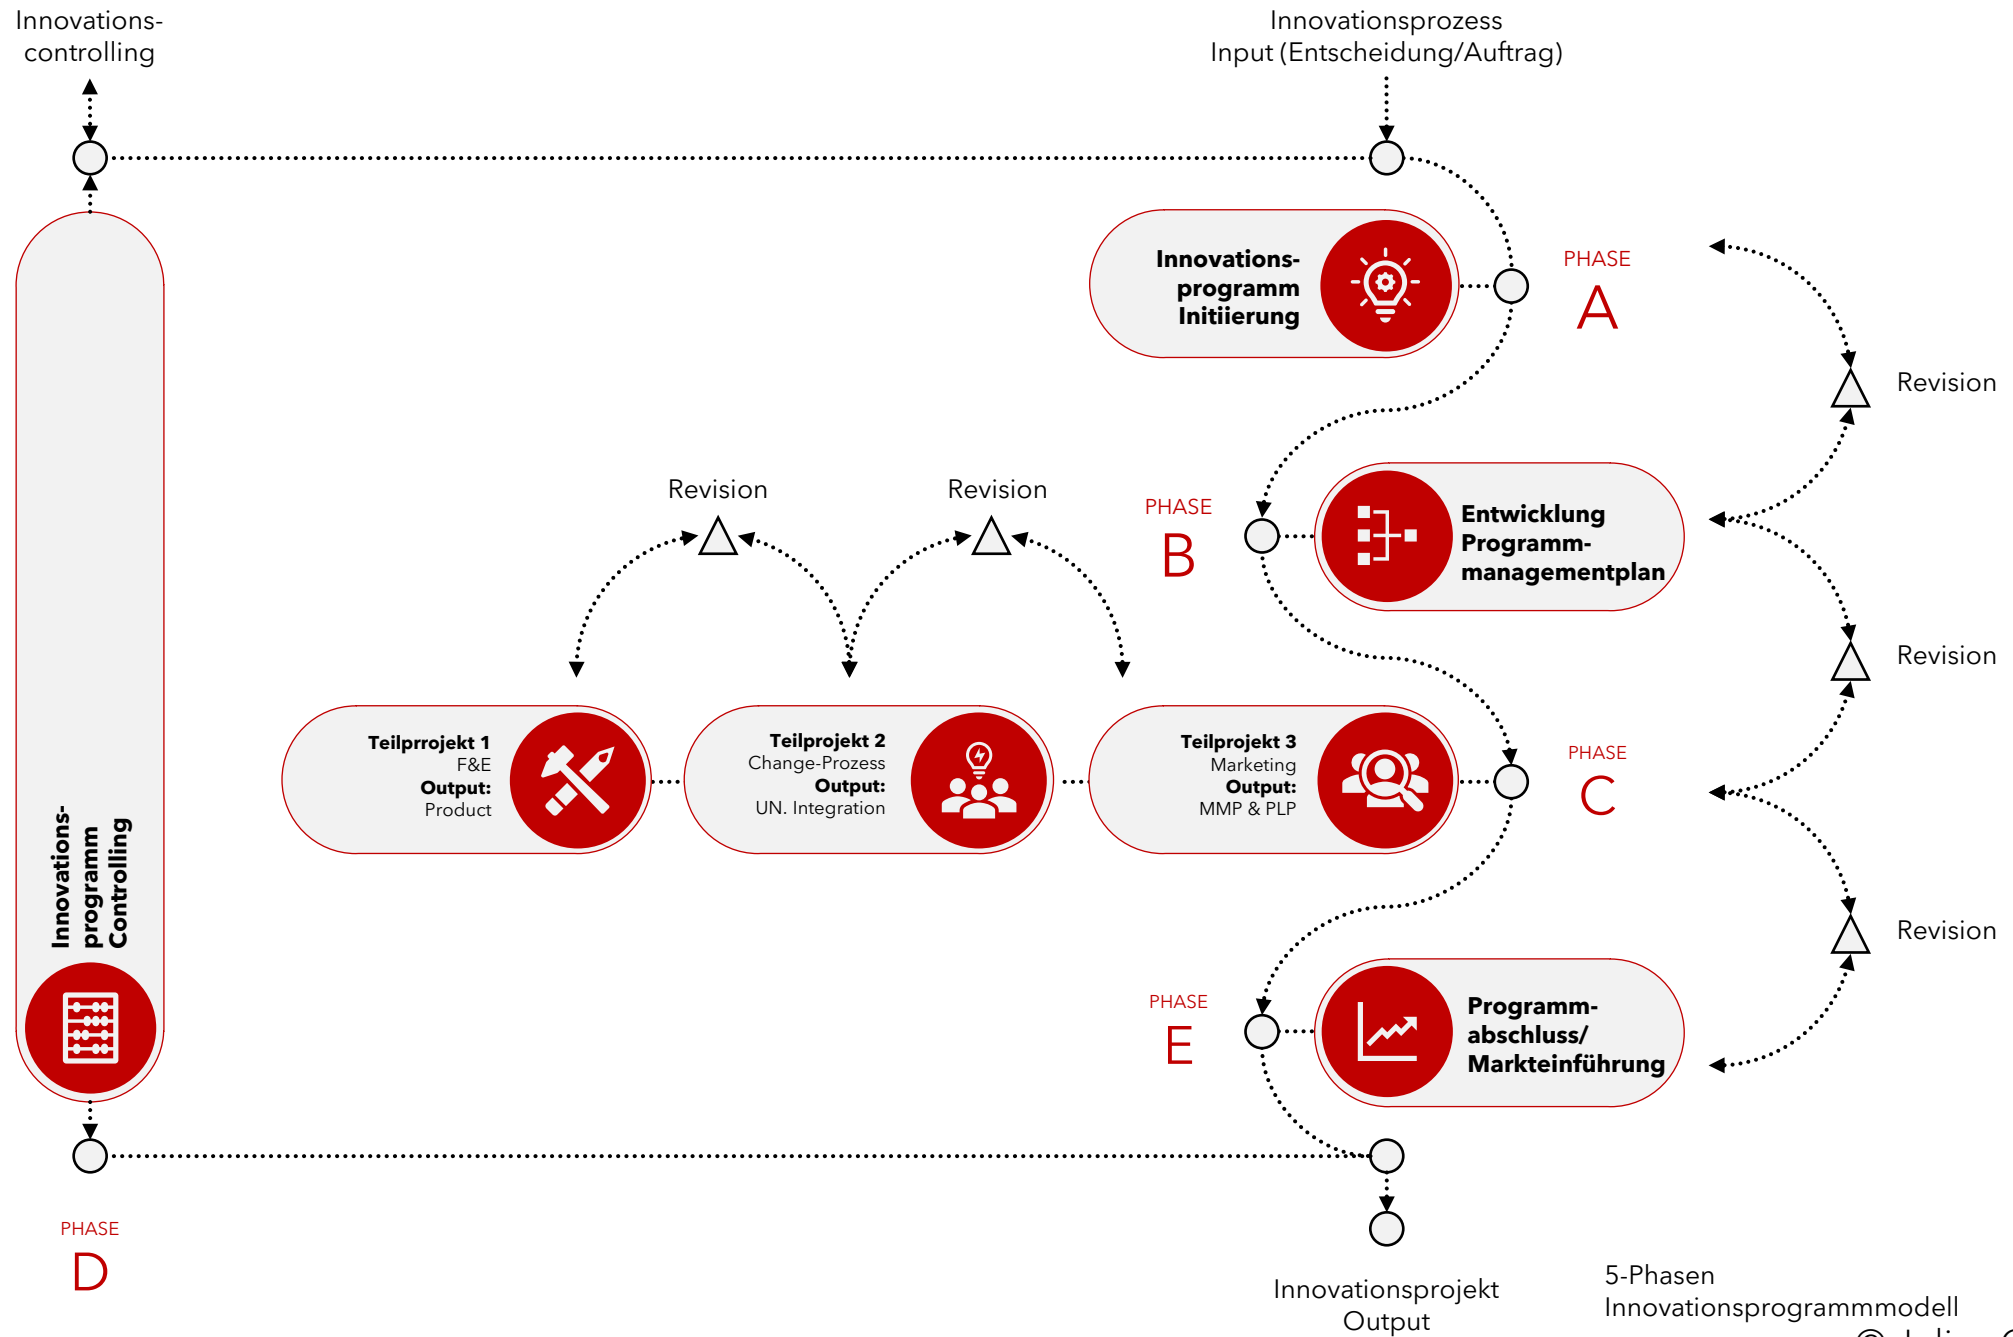 Innovations-
controlling
Innovationsprozess
Input (Entscheidung/Auftrag)
Innovations-
programm
Initiierung
PHASE
A
Revision
Revision
Revision
PHASE
B
Entwicklung
Programm-
managementplan
Revision
Teilprrojekt 1
F&E
Output:
Product
Teilprojekt 2
Change-Prozess
Output:
UN. Integration
Teilprojekt 3
Marketing
Output:
MMP & PLP
PHASE
C
Innovations-
programm
Controlling
Revision
PHASE
E
Programm-
abschluss/
Markteinführung
PHASE
D
Innovationsprojekt
Output
5-Phasen
Innovationsprogrammmodell